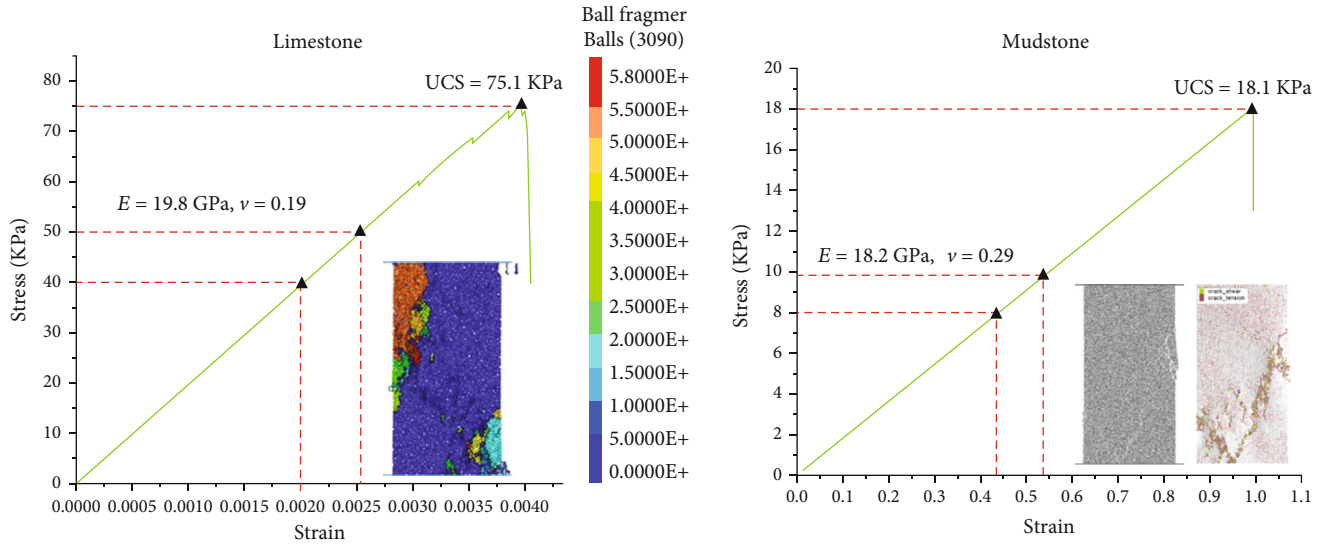 Limestone
Stress (KPa)
80
70
60
50
40
30
20
10
0
UCS = 75.1 KPa
E = 19.8 GPa, ν = 0.19
0.0000 0.0005 0.0010 0.0015 0.0020 0.0025 0.0030 0.0035 0.0040
Strain
Ball fragmer
Balls (3090)
5.8000E+
5.5000E+
5.0000E+
4.5000E+
4.0000E+
3.5000E+
3.0000E+
2.5000E+
2.0000E+
1.5000E+
1.0000E+
5.0000E+
0.0000E+
Mudstone
Stress (KPa)
20
18
16
14
12
10
8
6
4
2
0
UCS = 18.1 KPa
E = 18.2 GPa, ν = 0.29
crack_shear
crack_tension
0.0 0.1 0.2 0.3 0.4 0.5 0.6 0.7 0.8 0.9 1.0 1.1
Strain